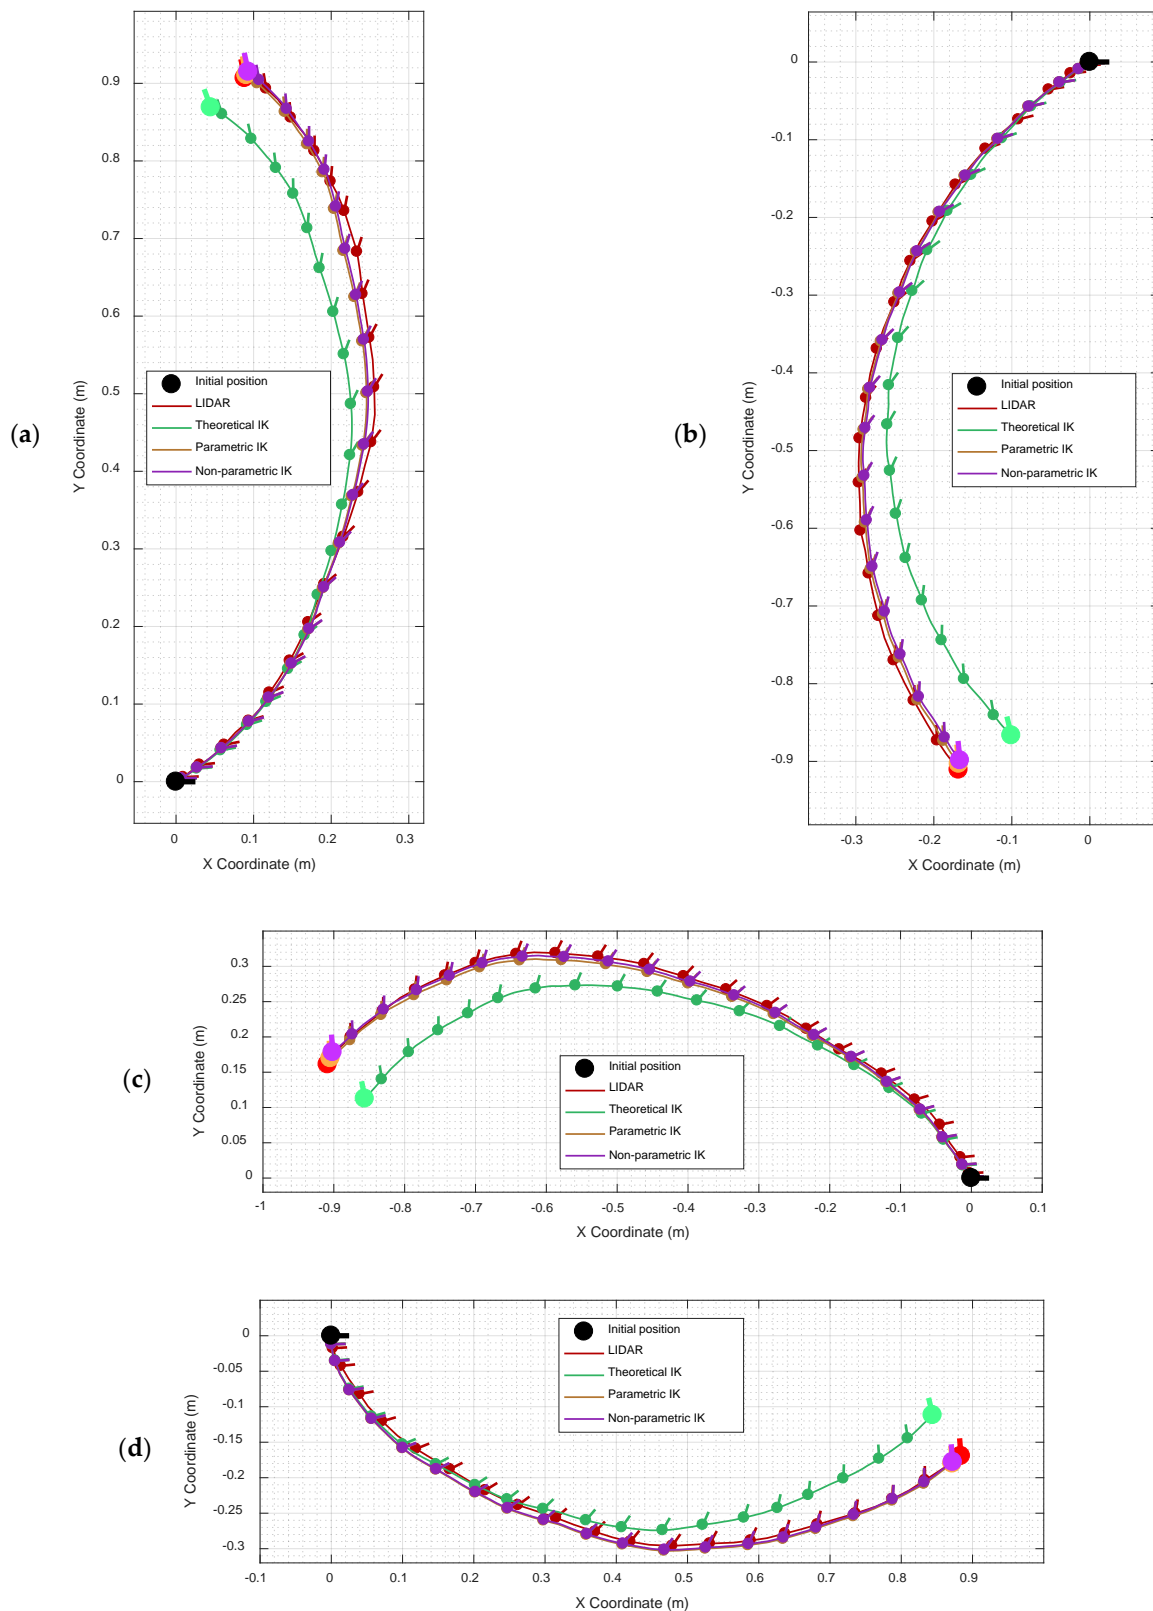 (a)
Y Coordinate (m)
0.9
0.8
0.7
0.6
0.5
0.4
0.3
0.2
0.1
0
Initial position
LIDAR
Theoretical IK
Parametric IK
Non-parametric IK
0 0.1 0.2 0.3
X Coordinate (m)
(b)
Y Coordinate (m)
0
-0.1
-0.2
-0.3
-0.4
-0.5
-0.6
-0.7
-0.8
-0.9
Initial position
LIDAR
Theoretical IK
Parametric IK
Non-parametric IK
-0.3 -0.2 -0.1 0
X Coordinate (m)
(c)
Y Coordinate (m)
0.3
0.25
0.2
0.15
0.1
0.05
0
Initial position
LIDAR
Theoretical IK
Parametric IK
Non-parametric IK
-1 -0.9 -0.8 -0.7 -0.6 -0.5 -0.4 -0.3 -0.2 -0.1 0 0.1
X Coordinate (m)
(d)
Y Coordinate (m)
0
-0.05
-0.1
-0.15
-0.2
-0.25
-0.3
Initial position
LIDAR
Theoretical IK
Parametric IK
Non-parametric IK
-0.1 0 0.1 0.2 0.3 0.4 0.5 0.6 0.7 0.8 0.9
X Coordinate (m)